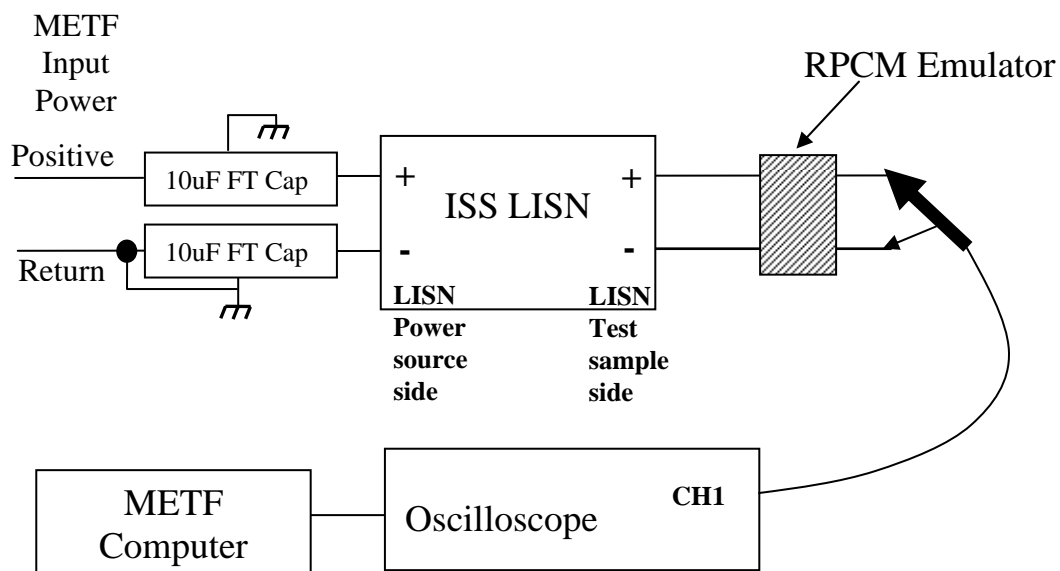 METF
Input
Power
RPCM Emulator
Positive
10uF FT Cap
+
ISS LISN
+
Return
10uF FT Cap
-
-
LISN
Power
source
side
LISN
Test
sample
side
METF
Computer
Oscilloscope
CH1